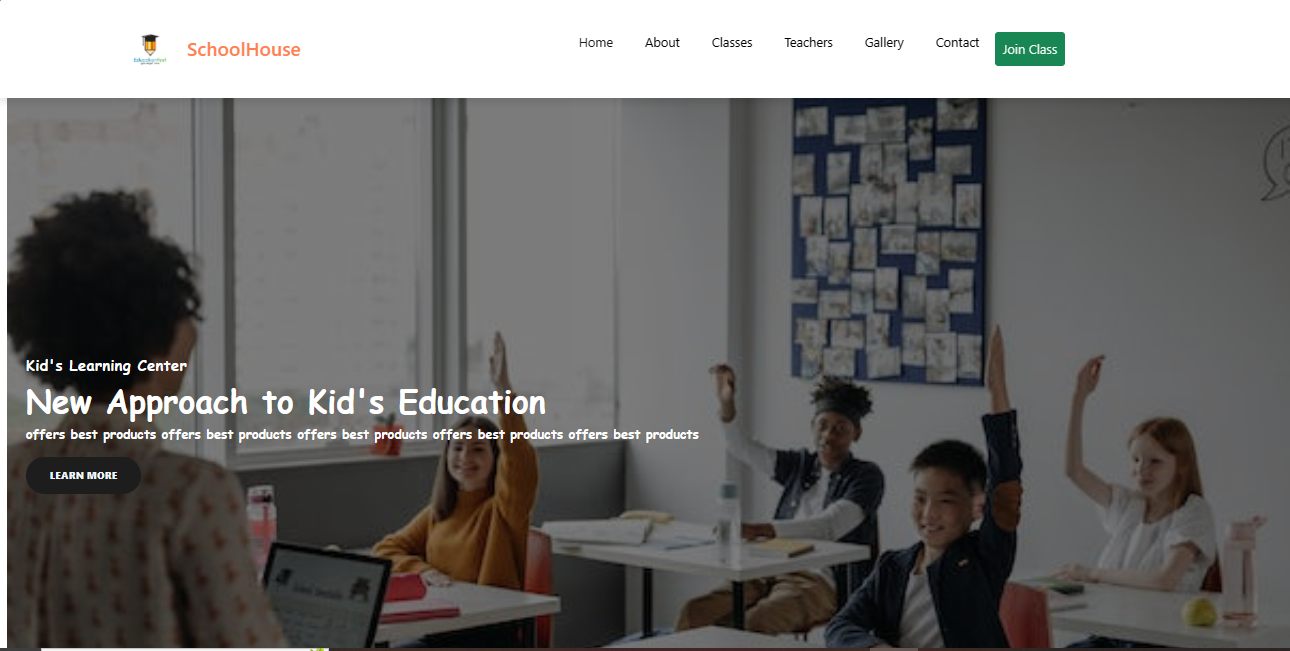 SchoolHouse
Home About Classes Teachers Gallery Contact Join Class
Kid's Learning Center
New Approach to Kid's Education
offers best products offers best products offers best products offers best products offers best products
LEARN MORE